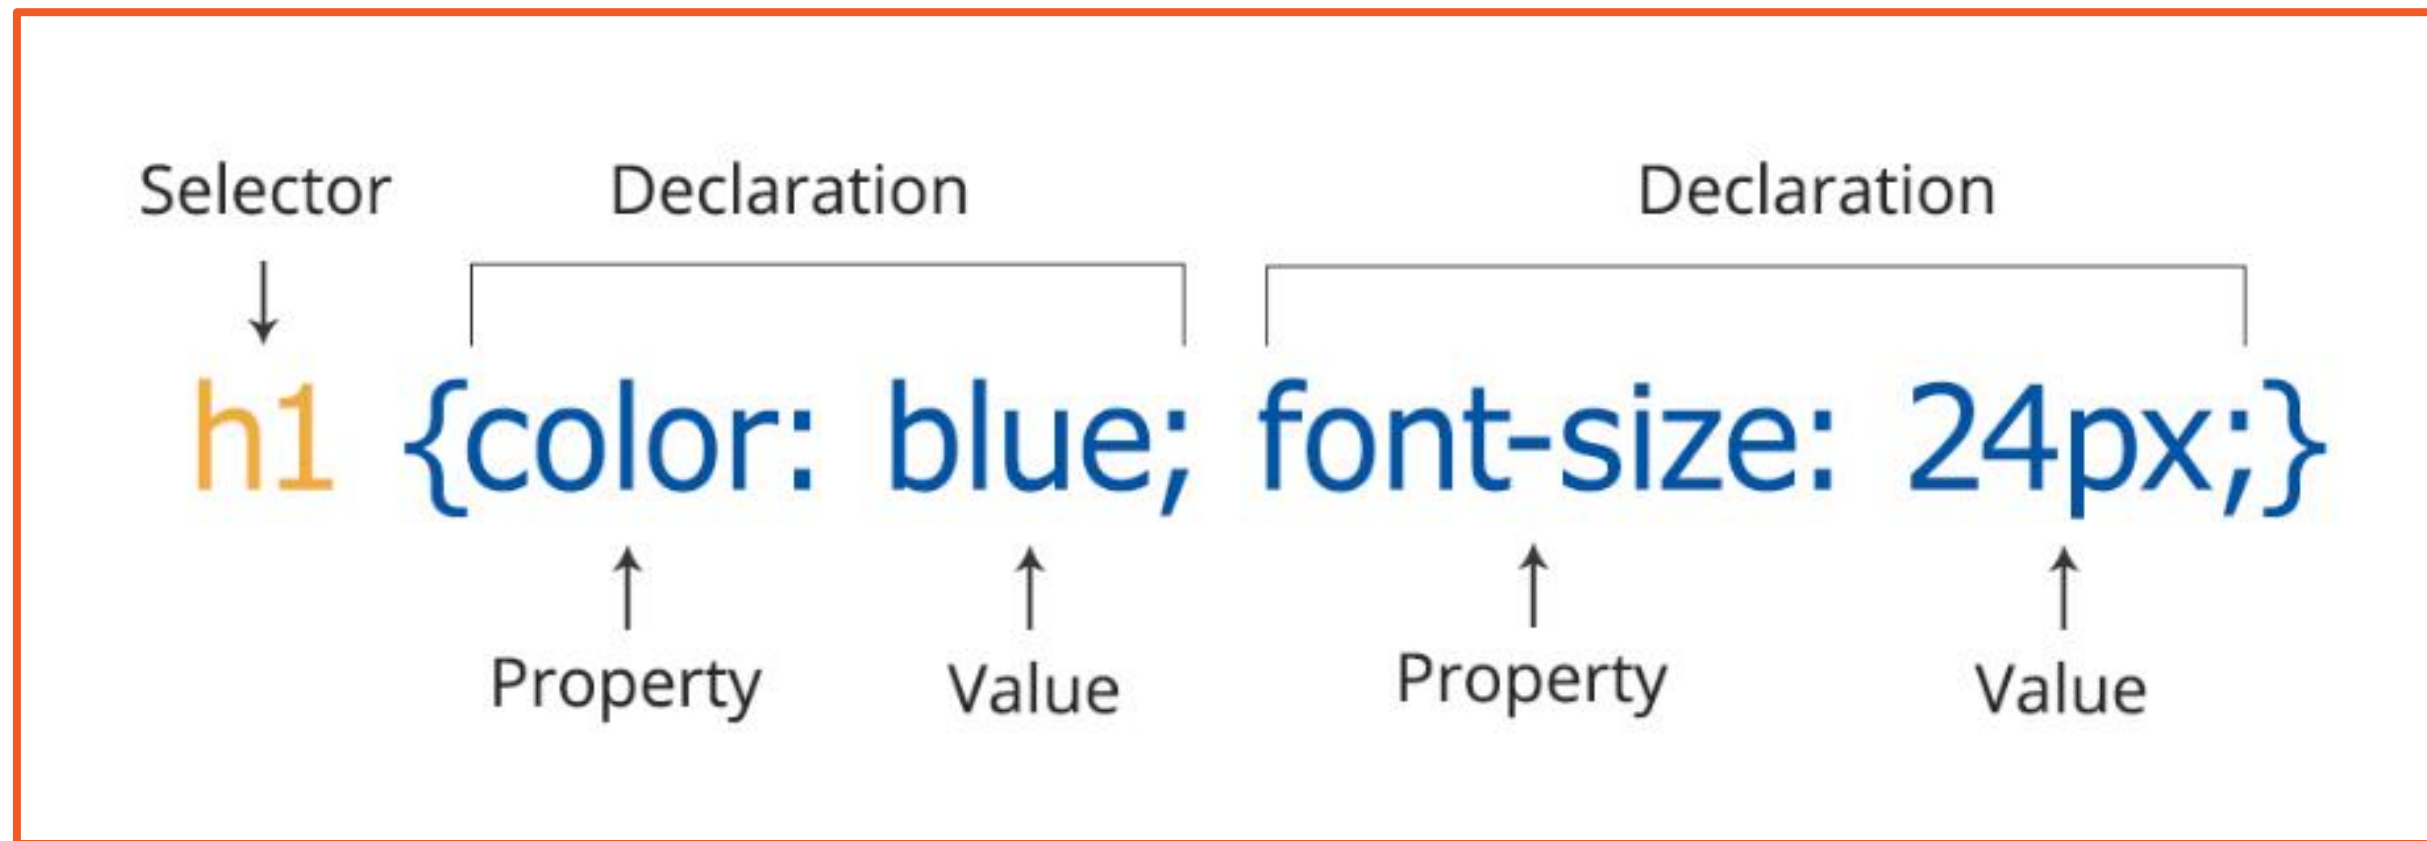 Selector Declaration Declaration
h1 {color: blue; font-size: 24px;}
Property Value Property Value